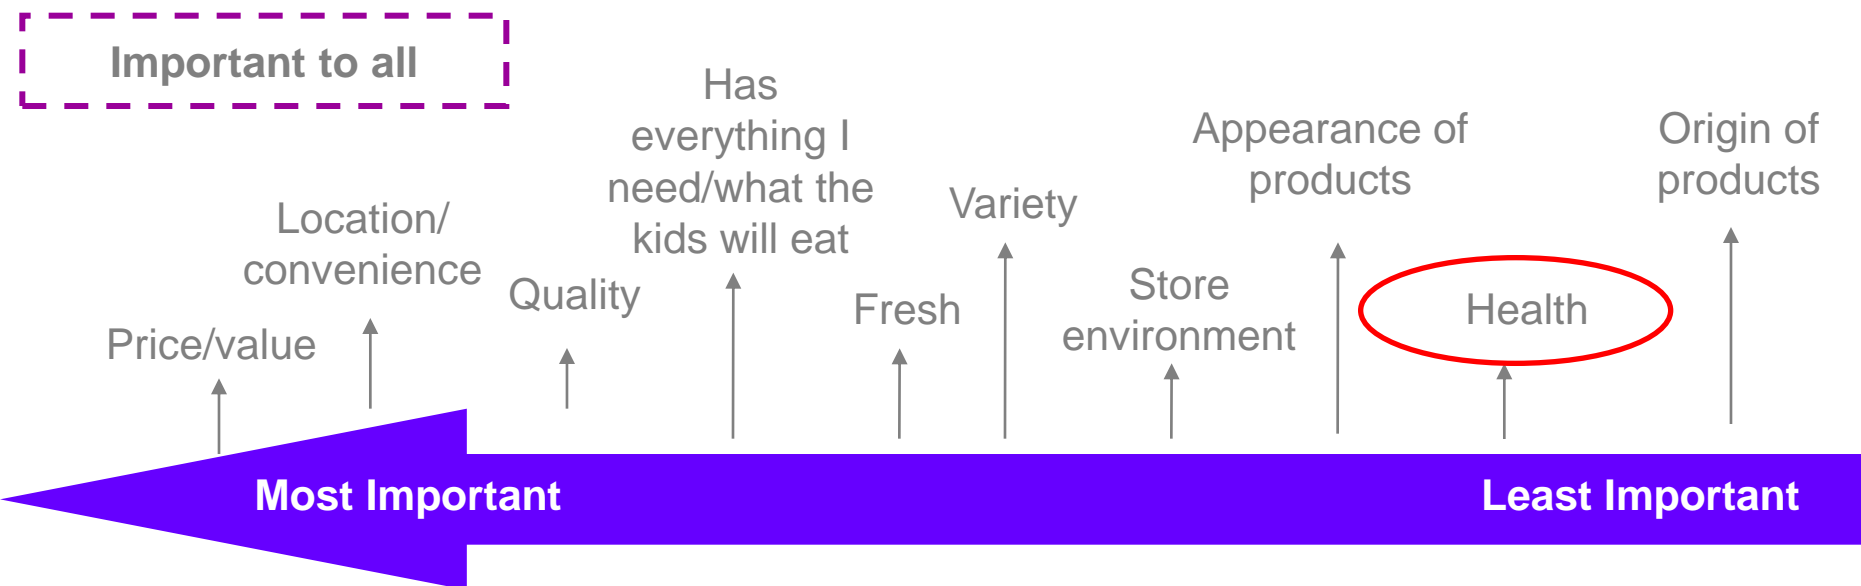 Important to all
Price/value
Location/
convenience
Quality
Has
everything I
need/what the
kids will eat
Fresh
Variety
Store
environment
Appearance of
products
Health
Origin of
products
Most Important
Least Important